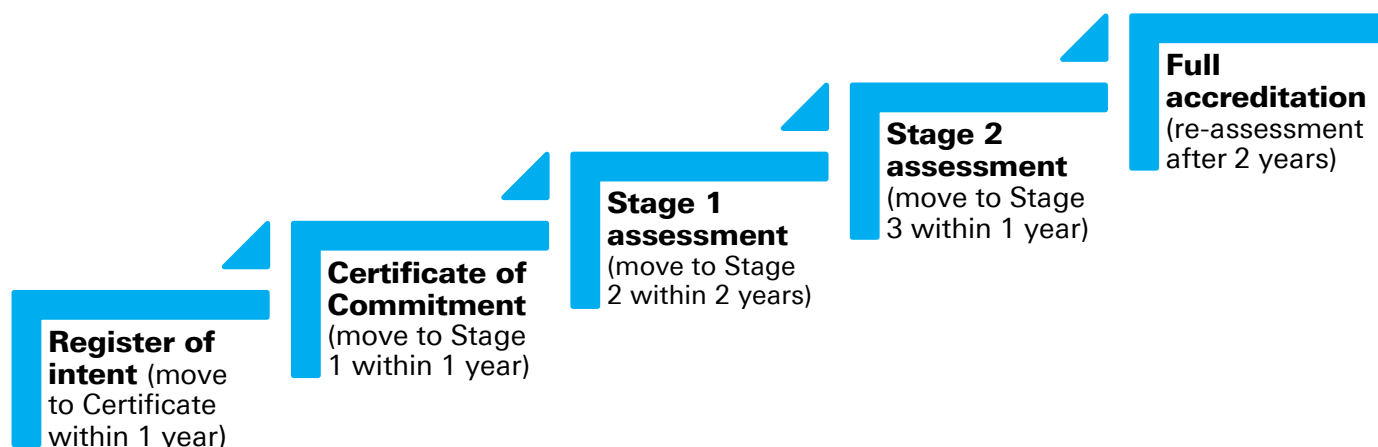 Register of
intent (move
to Certificate
within 1 year)
Certificate of
Commitment
(move to Stage
1 within 1 year)
Stage 1
assessment
(move to Stage
2 within 2 years)
Stage 2
assessment
(move to Stage
3 within 1 year)
Full
accreditation
(re-assessment
after 2 years)